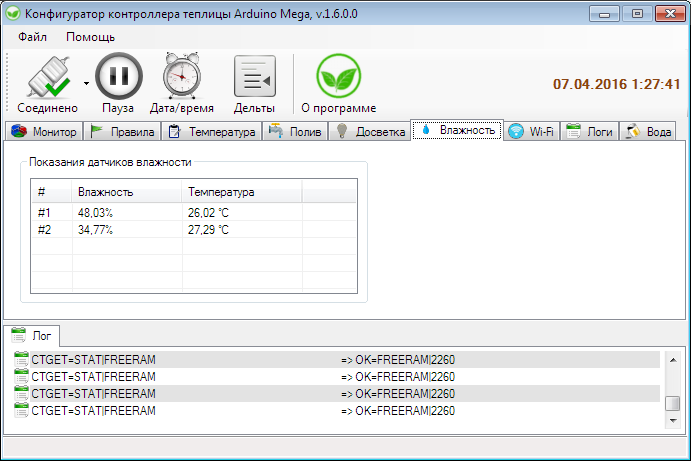 Конфигуратор контроллера теплицы Arduino Mega, v.1.6.0.0
Файл Помощь
Соединено Пауза Дата/время Дельты О программе 07.04.2016 1:27:41
Монитор Правила Температура Полив Досветка Влажность Wi-Fi Логи Вода
Показания датчиков влажности
# Влажность Температура
#1 48,03% 26,02 °C
#2 34,77% 27,29 °C
Лог
CTGET=STAT|FREERAM => OK=FREERAM|2260
CTGET=STAT|FREERAM => OK=FREERAM|2260
CTGET=STAT|FREERAM => OK=FREERAM|2260
CTGET=STAT|FREERAM => OK=FREERAM|2260